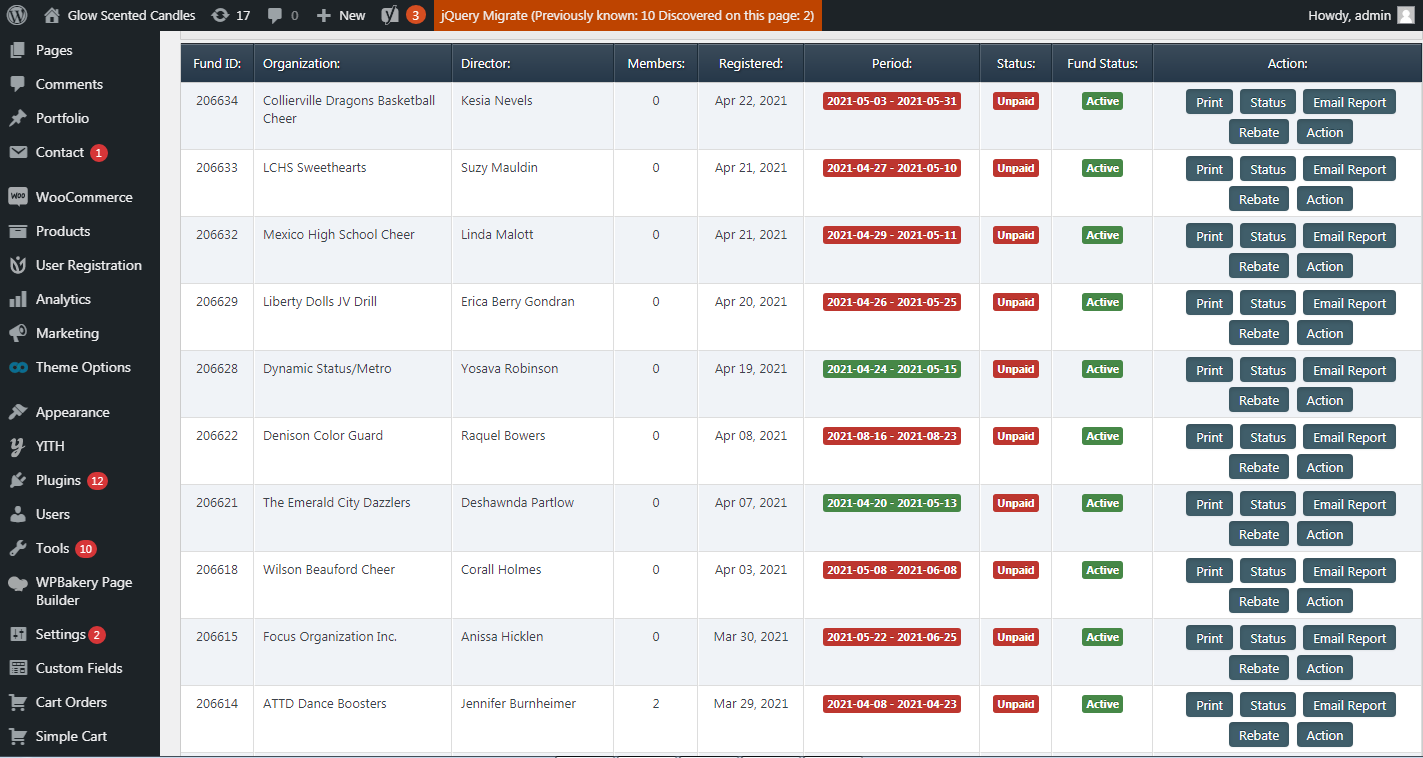 Glow Scented Candles 17 0 New 3 jQuery Migrate (Previously known: 10 Discovered on this page: 2) Howdy, admin
Pages
Comments
Portfolio
Contact 1
WooCommerce
Products
User Registration
Analytics
Marketing
Theme Options
Appearance
YITH
Plugins 12
Users
Tools 10
WPBakery Page
Builder
Settings 2
Custom Fields
Cart Orders
Simple Cart
Fund ID: Organization: Director: Members: Registered: Period: Status: Fund Status: Action:
206634 Collierville Dragons Basketball Kesia Nevels 0 Apr 22, 2021 2021-05-03 - 2021-05-31 Unpaid Active Print Status Email Report
Cheer Rebate Action
206633 LCHS Sweethearts Suzy Mauldin 0 Apr 21, 2021 2021-04-27 - 2021-05-10 Unpaid Active Print Status Email Report
Rebate Action
206632 Mexico High School Cheer Linda Malott 0 Apr 21, 2021 2021-04-29 - 2021-05-11 Unpaid Active Print Status Email Report
Rebate Action
206629 Liberty Dolls JV Drill Erica Berry Gondran 0 Apr 20, 2021 2021-04-26 - 2021-05-25 Unpaid Active Print Status Email Report
Rebate Action
206628 Dynamic Status/Metro Yosava Robinson 0 Apr 19, 2021 2021-04-24 - 2021-05-15 Unpaid Active Print Status Email Report
Rebate Action
206622 Denison Color Guard Raquel Bowers 0 Apr 08, 2021 2021-08-16 - 2021-08-23 Unpaid Active Print Status Email Report
Rebate Action
206621 The Emerald City Dazzlers Deshawnda Partlow 0 Apr 07, 2021 2021-04-20 - 2021-05-13 Unpaid Active Print Status Email Report
Rebate Action
206618 Wilson Beauford Cheer Corall Holmes 0 Apr 03, 2021 2021-05-08 - 2021-06-08 Unpaid Active Print Status Email Report
Rebate Action
206615 Focus Organization Inc. Anissa Hicklen 0 Mar 30, 2021 2021-05-22 - 2021-06-25 Unpaid Active Print Status Email Report
Rebate Action
206614 ATTD Dance Boosters Jennifer Burnheimer 2 Mar 29, 2021 2021-04-08 - 2021-04-23 Unpaid Active Print Status Email Report
Rebate Action